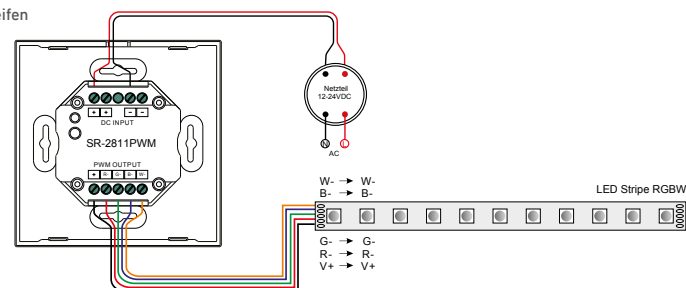 eifen
Netzteil
12-24VDC
N
L
AC
+ + - -
DC INPUT
SR-2811PWM
PWM OUTPUT
+ R- G- B- W-
W- → W-
B- → B-
LED Stripe RGBW
G- → G-
R- → R-
V+ → V+